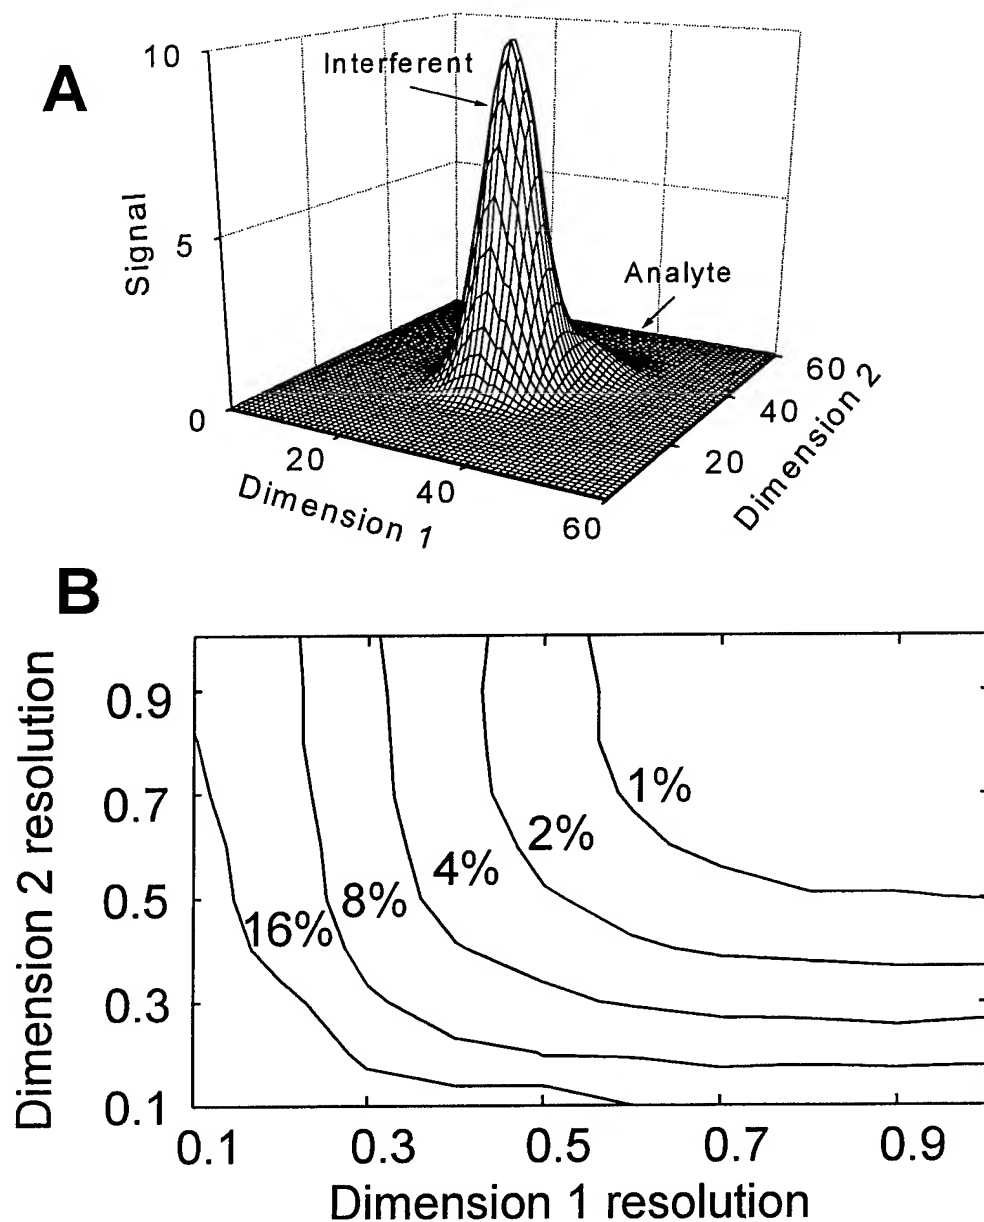 A
10
Interferent
Signal
5
Analyte
0
20
40
60
Dimension 1
60
40
20
Dimension 2
B
0.9
0.7
0.5
0.3
0.1
Dimension 2 resolution
1%
2%
4%
8%
16%
0.1
0.3
0.5
0.7
0.9
Dimension 1 resolution